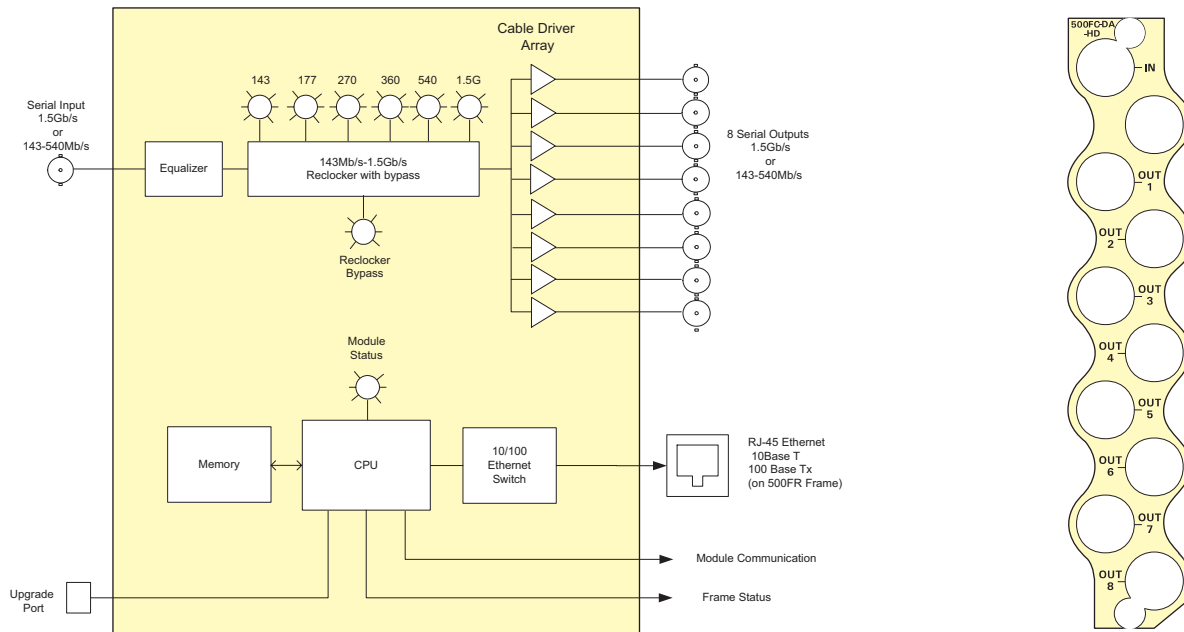 Cable Driver
Array
143
177
270
360
540
1.5G
Serial Input
1.5Gb/s
or
143-540Mb/s
Equalizer
143Mb/s-1.5Gb/s
Reclocker with bypass
8 Serial Outputs
1.5Gb/s
or
143-540Mb/s
Reclocker
Bypass
Module
Status
Memory
CPU
10/100
Ethernet
Switch
RJ-45 Ethernet
10Base T
100 Base Tx
(on 500FR Frame)
Module Communication
Upgrade
Port
Frame Status
500FC-DA
-HD
IN
OUT
1
OUT
2
OUT
3
OUT
4
OUT
5
OUT
6
OUT
7
OUT
8